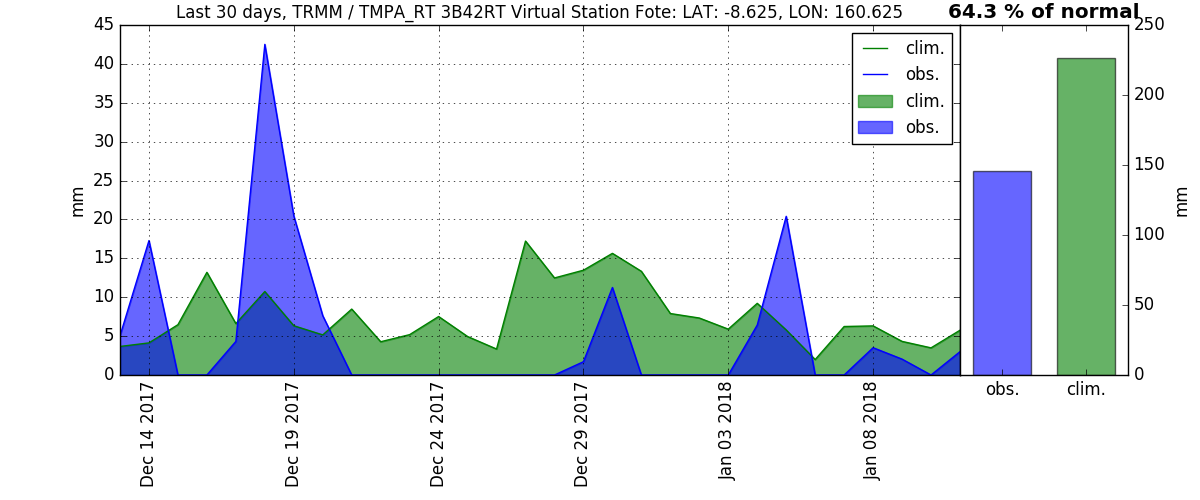 Last 30 days, TRMM / TMPA_RT 3B42RT Virtual Station Fote: LAT: -8.625, LON: 160.625
64.3 % of normal
45
40
35
30
25
20
15
10
5
0
mm
clim.
obs.
clim.
obs.
Dec 14 2017
Dec 19 2017
Dec 24 2017
Dec 29 2017
Jan 03 2018
Jan 08 2018
250
200
150
100
50
0
mm
obs.
clim.